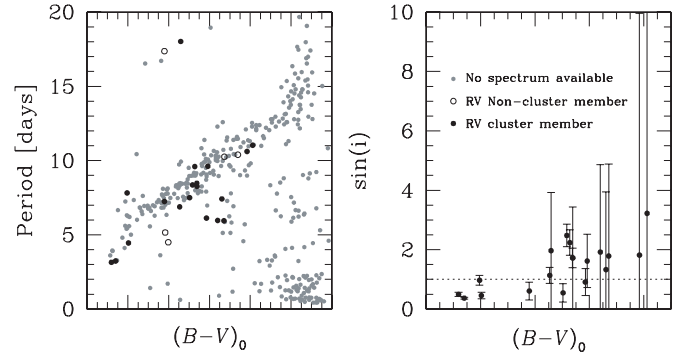 20
15
10
5
0
Period [days]
(B−V)₀
10
8
6
4
2
0
sin(i)
No spectrum available
RV Non-cluster member
RV cluster member
(B−V)₀